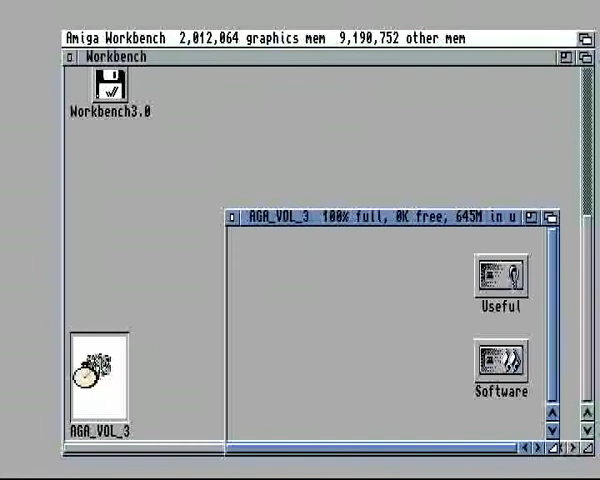 Amiga Workbench 2,012,064 graphics mem 9,190,752 other mem
Workbench
Workbench3.0
AGA_VOL_3 100% full, 0K free, 645M in u
Useful
Software
AGA_VOL_3